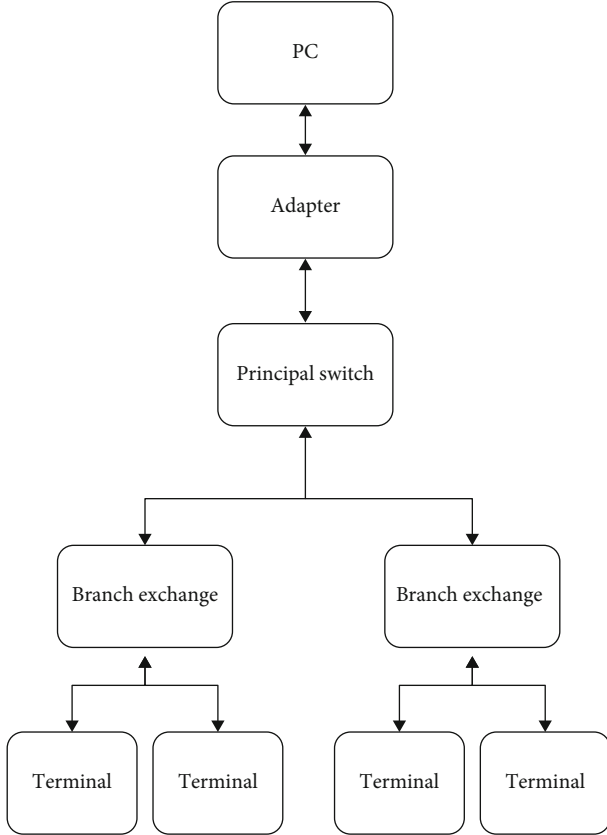 PC
Adapter
Principal switch
Branch exchange
Branch exchange
Terminal
Terminal
Terminal
Terminal